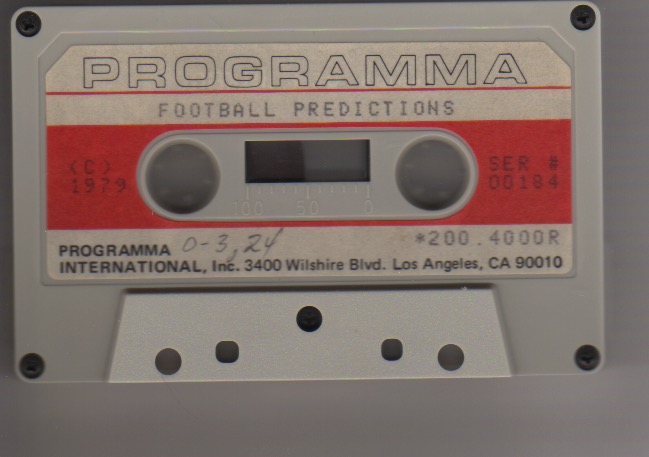 PROGRAMMA
FOOTBALL PREDICTIONS
(C)
1979
SER #
00184
100 50 0
0-3, 24
*200.4000R
PROGRAMMA
INTERNATIONAL, Inc. 3400 Wilshire Blvd. Los Angeles, CA 90010